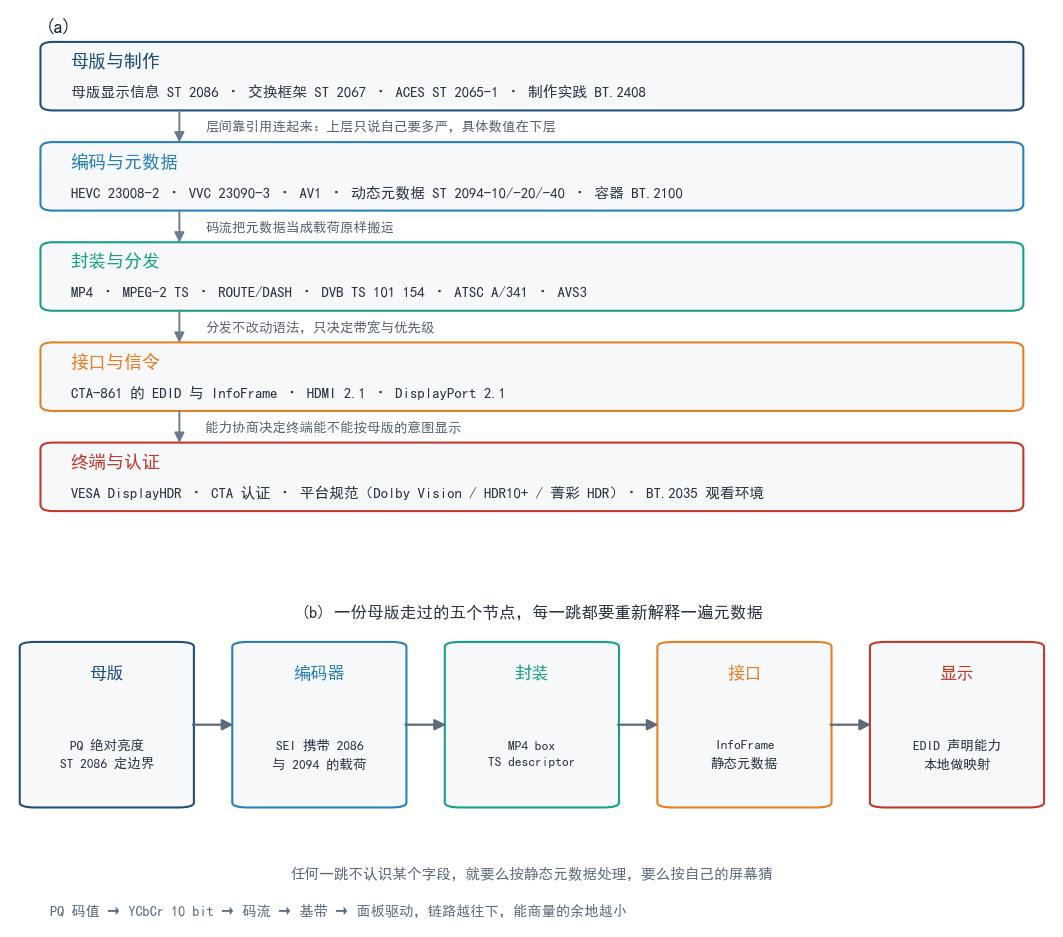 (a)
母版与制作
母版显示信息 ST 2086 · 交换框架 ST 2067 · ACES ST 2065-1 · 制作实践 BT.2408
层间靠引用连起来：上层只说自己要多严，具体数值在下层
编码与元数据
HEVC 23008-2 · VVC 23090-3 · AV1 · 动态元数据 ST 2094-10/-20/-40 · 容器 BT.2100
码流把元数据当成载荷原样搬运
封装与分发
MP4 · MPEG-2 TS · ROUTE/DASH · DVB TS 101 154 · ATSC A/341 · AVS3
分发不改动语法，只决定带宽与优先级
接口与信令
CTA-861 的 EDID 与 InfoFrame · HDMI 2.1 · DisplayPort 2.1
能力协商决定终端能不能按母版的意图显示
终端与认证
VESA DisplayHDR · CTA 认证 · 平台规范（Dolby Vision / HDR10+ / 菁彩 HDR）· BT.2035 观看环境
(b) 一份母版走过的五个节点，每一跳都要重新解释一遍元数据
母版
PQ 绝对亮度
ST 2086 定边界
编码器
SEI 携带 2086
与 2094 的载荷
封装
MP4 box
TS descriptor
接口
InfoFrame
静态元数据
显示
EDID 声明能力
本地做映射
任何一跳不认识某个字段，就要么按静态元数据处理，要么按自己的屏幕猜
PQ 码值 → YCbCr 10 bit → 码流 → 基带 → 面板驱动，链路越往下，能商量的余地越小